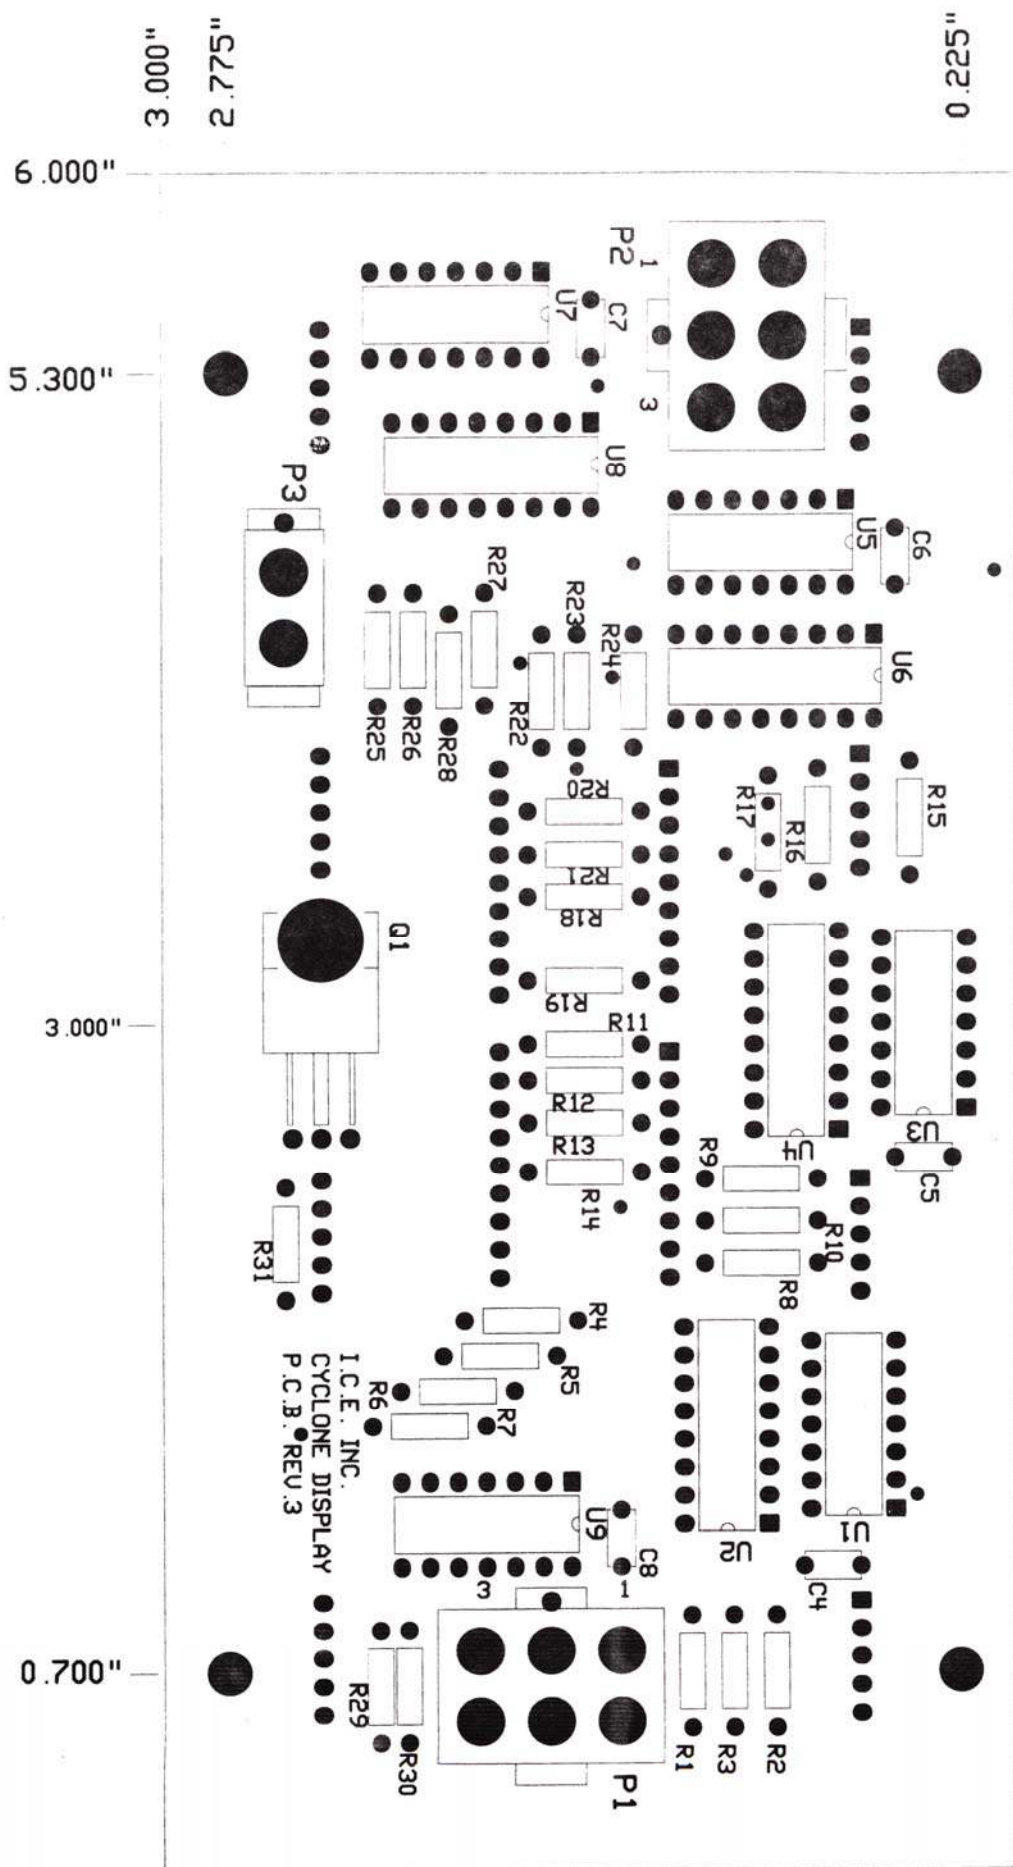 3.000"
2.775"
0.225"
6.000"
5.300"
3.000"
0.700"
P2
1
3
U7
C7
U8
P3
U5
C6
R27
R23
R24
U6
R25
R26
R28
R22
R20
R17
R16
R15
R21
R18
Q1
R19
R11
R12
R13
R14
U4
U3
C5
R9
R10
R8
R31
R4
R5
R6
R7
I.C.E. INC.
CYCLONE DISPLAY
P.C.B. REV.3
U9
C8
U2
U1
C4
3
1
R29
R30
P1
R1
R3
R2